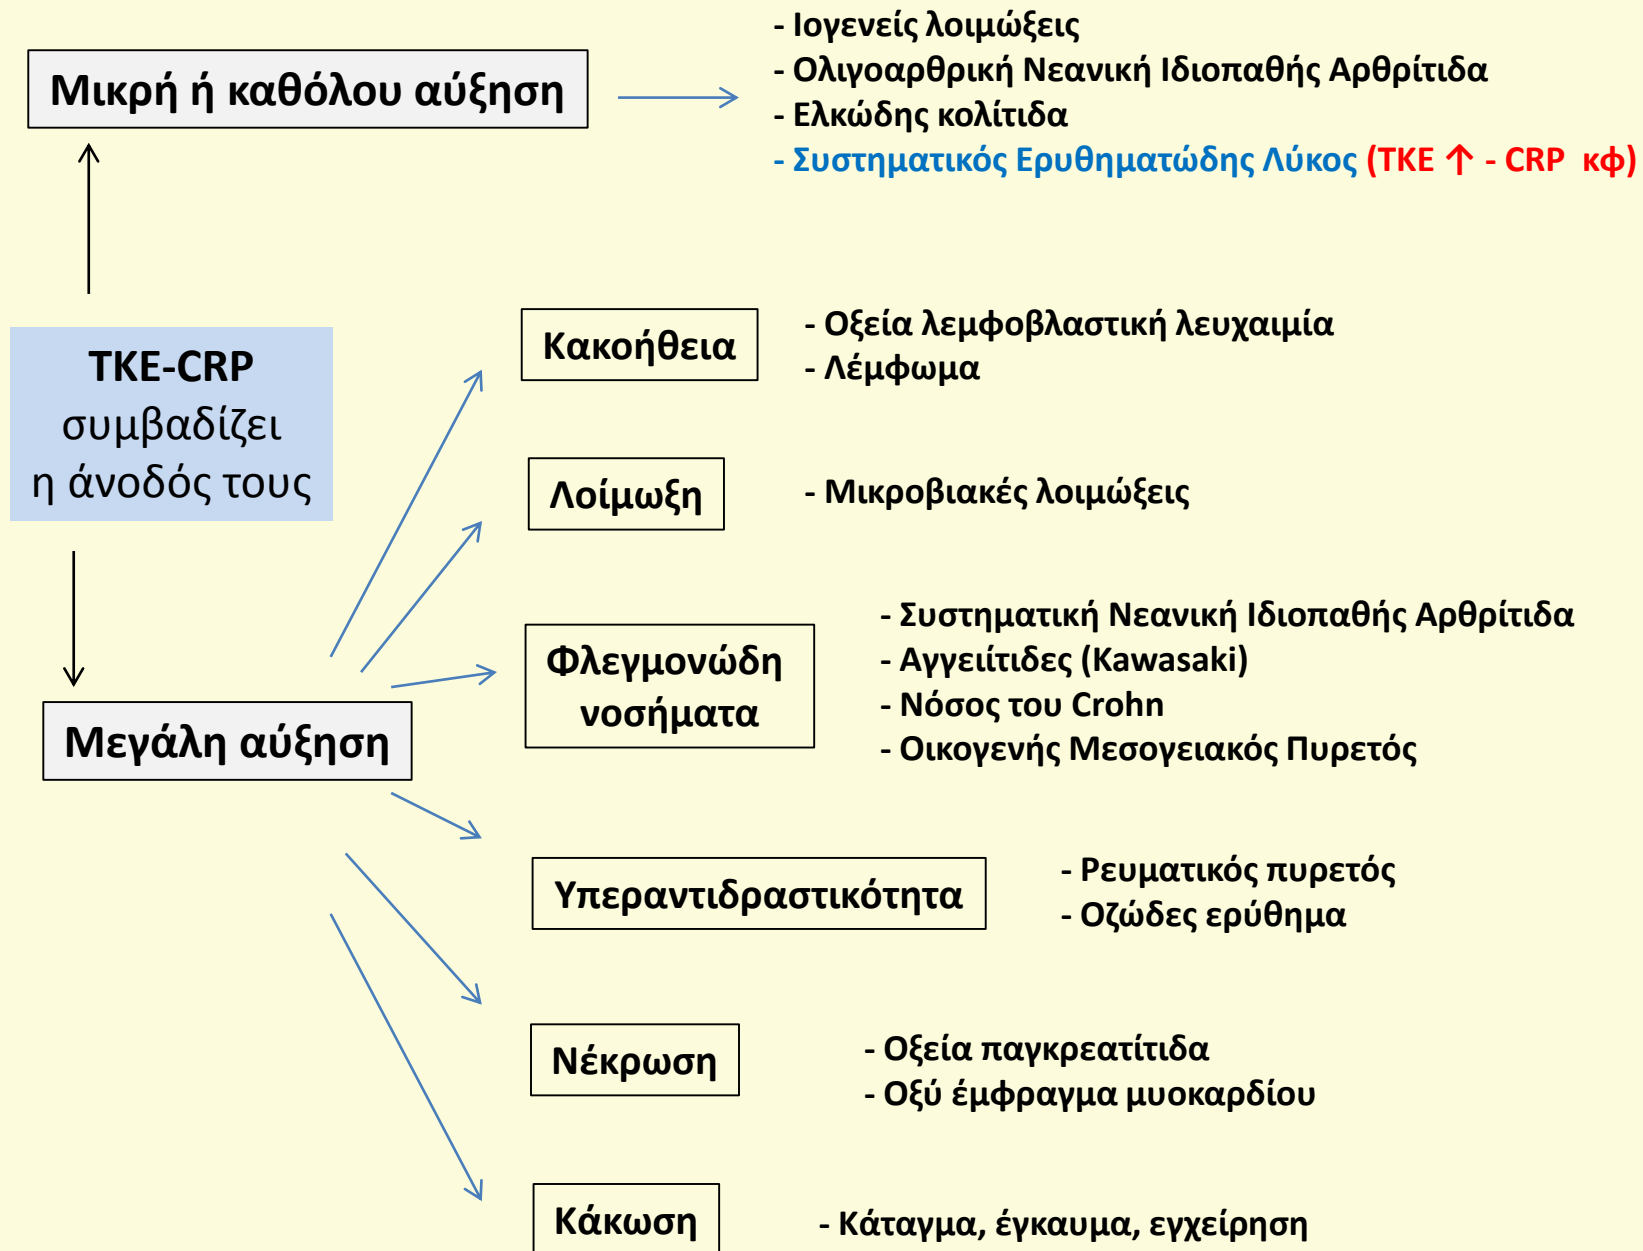 Μικρή ή καθόλου αύξηση
- Ιογενείς λοιμώξεις
- Ολιγοαρθρική Νεανική Ιδιοπαθής Αρθρίτιδα
- Ελκώδης κολίτιδα
- Συστηματικός Ερυθηματώδης Λύκος (ΤΚΕ ↑ - CRP κφ)
ΤΚΕ-CRP
συμβαδίζει
η άνοδός τους
Μεγάλη αύξηση
Κακοήθεια
- Οξεία λεμφοβλαστική λευχαιμία
- Λέμφωμα
Λοίμωξη
- Μικροβιακές λοιμώξεις
Φλεγμονώδη
νοσήματα
- Συστηματική Νεανική Ιδιοπαθής Αρθρίτιδα
- Αγγειίτιδες (Kawasaki)
- Νόσος του Crohn
- Οικογενής Μεσογειακός Πυρετός
Υπεραντιδραστικότητα
- Ρευματικός πυρετός
- Οζώδες ερύθημα
Νέκρωση
- Οξεία παγκρεατίτιδα
- Οξύ έμφραγμα μυοκαρδίου
Κάκωση
- Κάταγμα, έγκαυμα, εγχείρηση